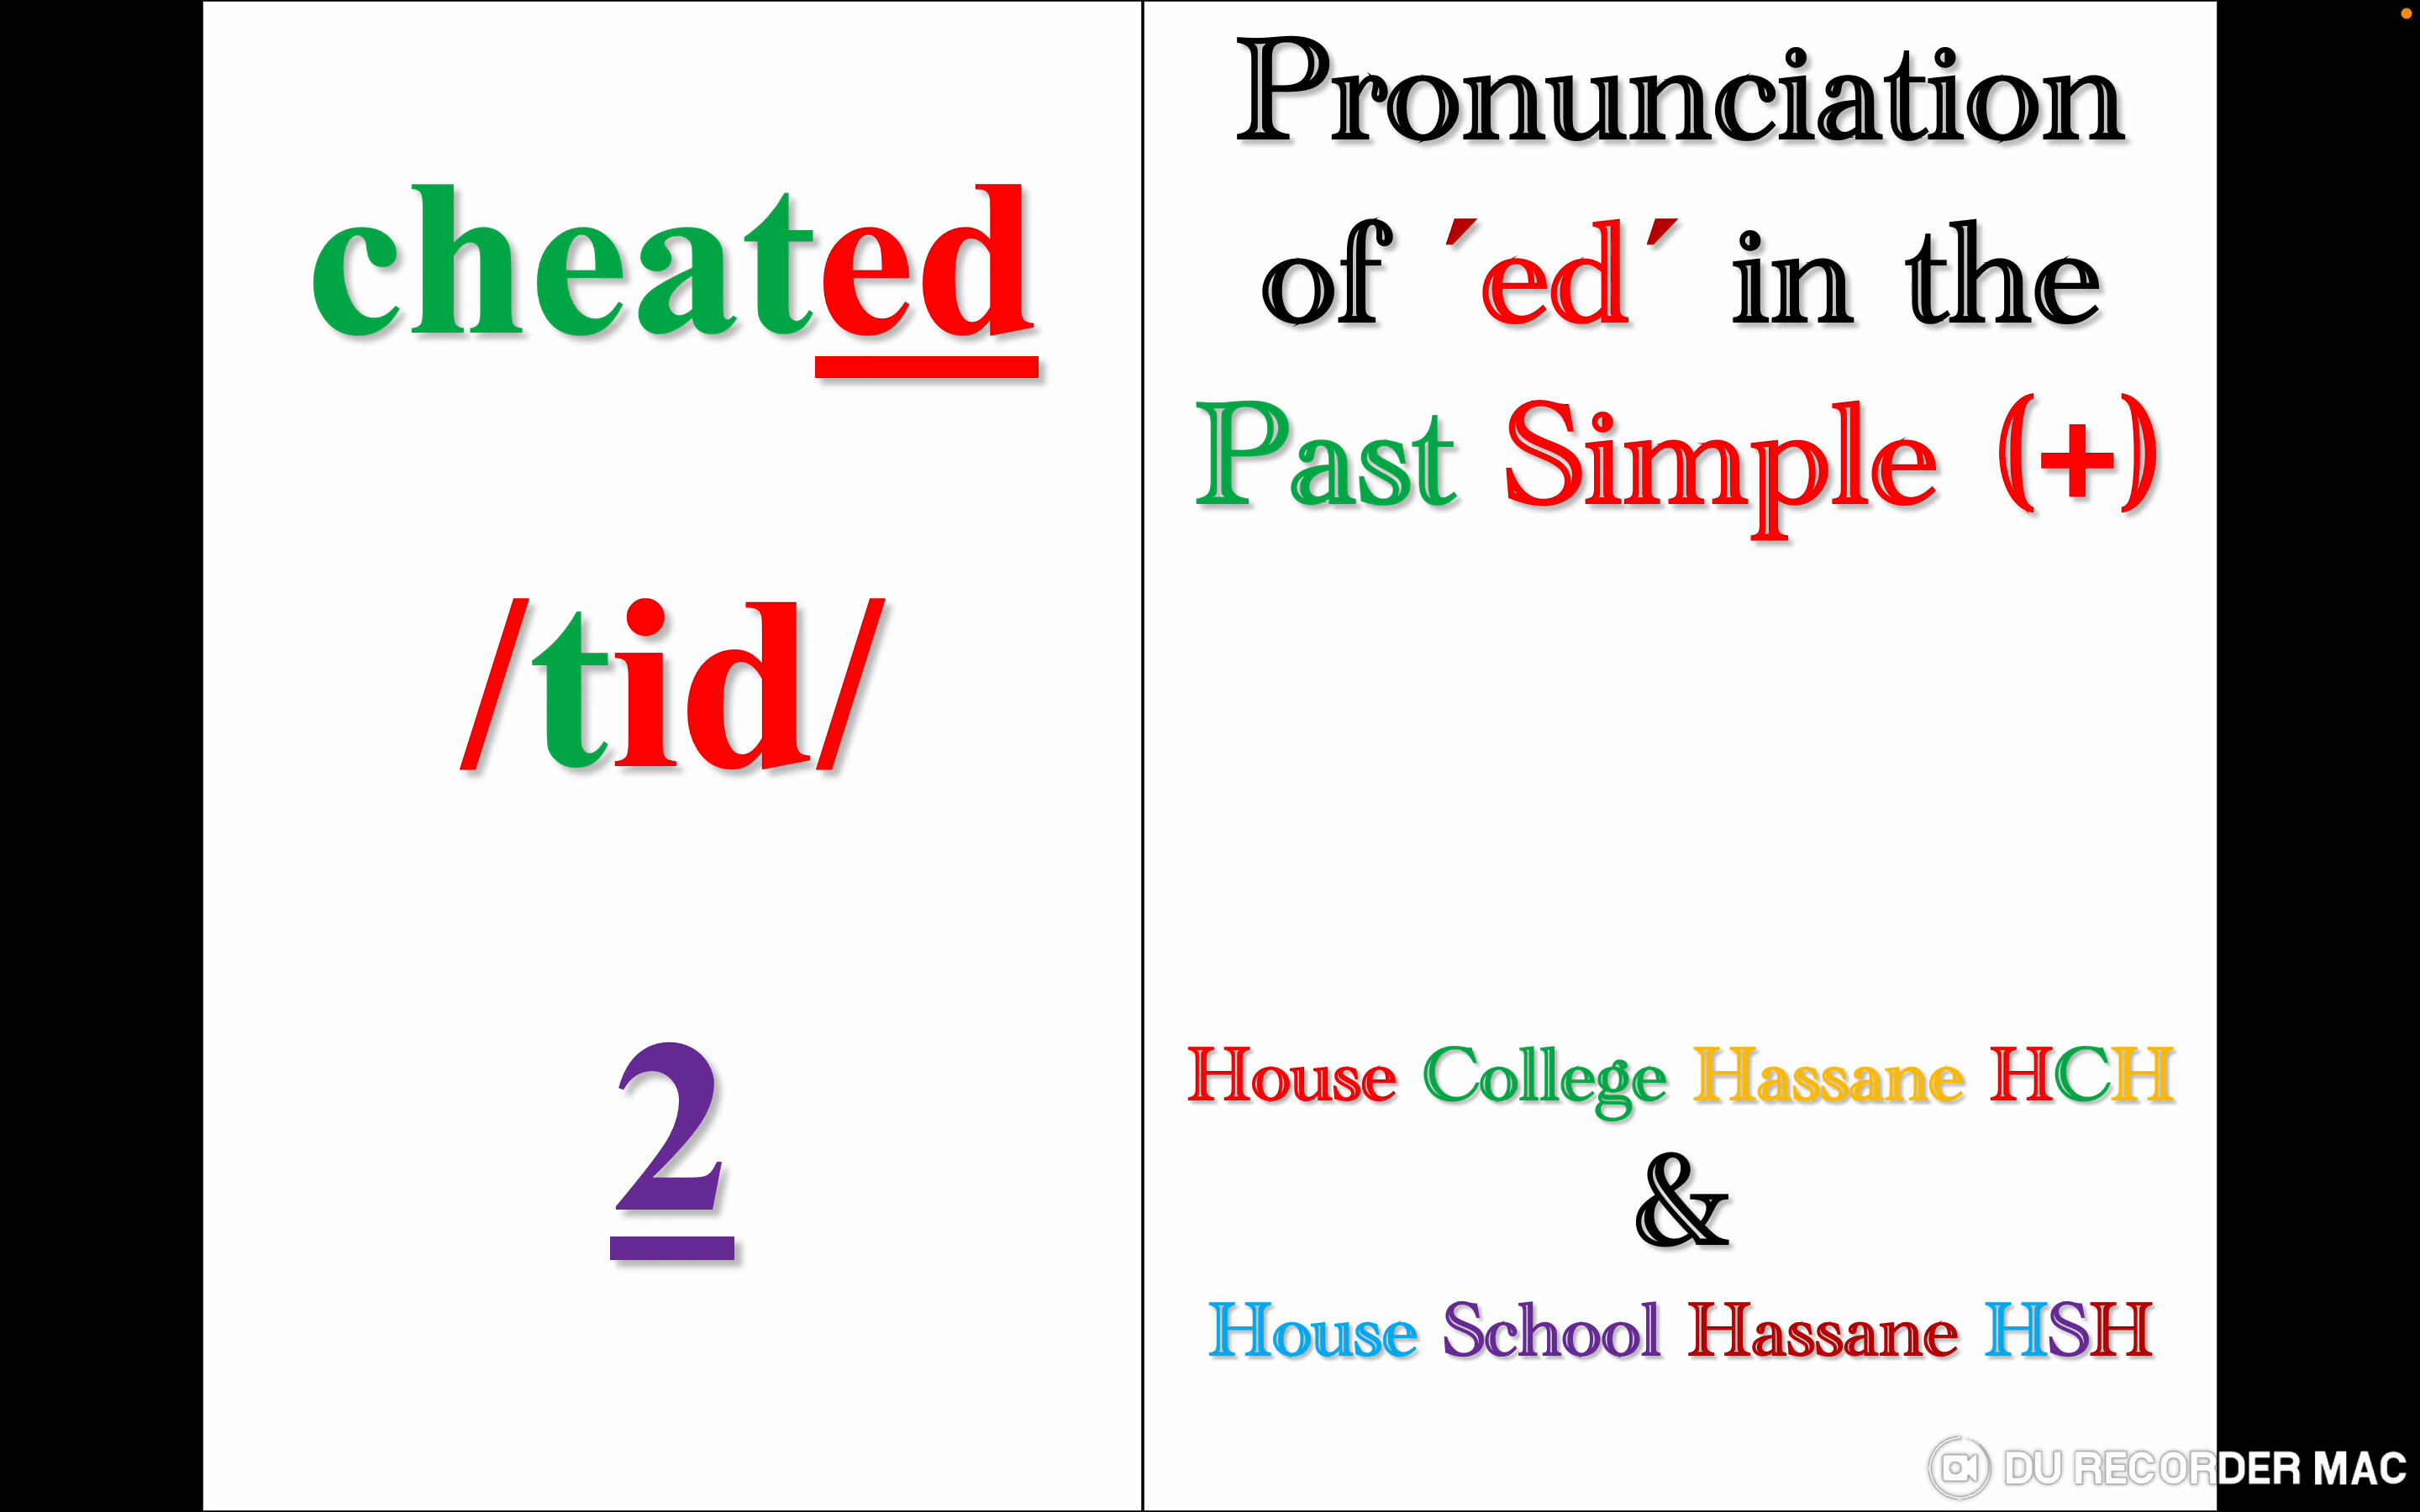 cheated
/tid/
2
Pronunciation
of ´ed´ in the
Past Simple (+)
House College Hassane HCH
&
House School Hassane HSH
DU RECORDER MAC